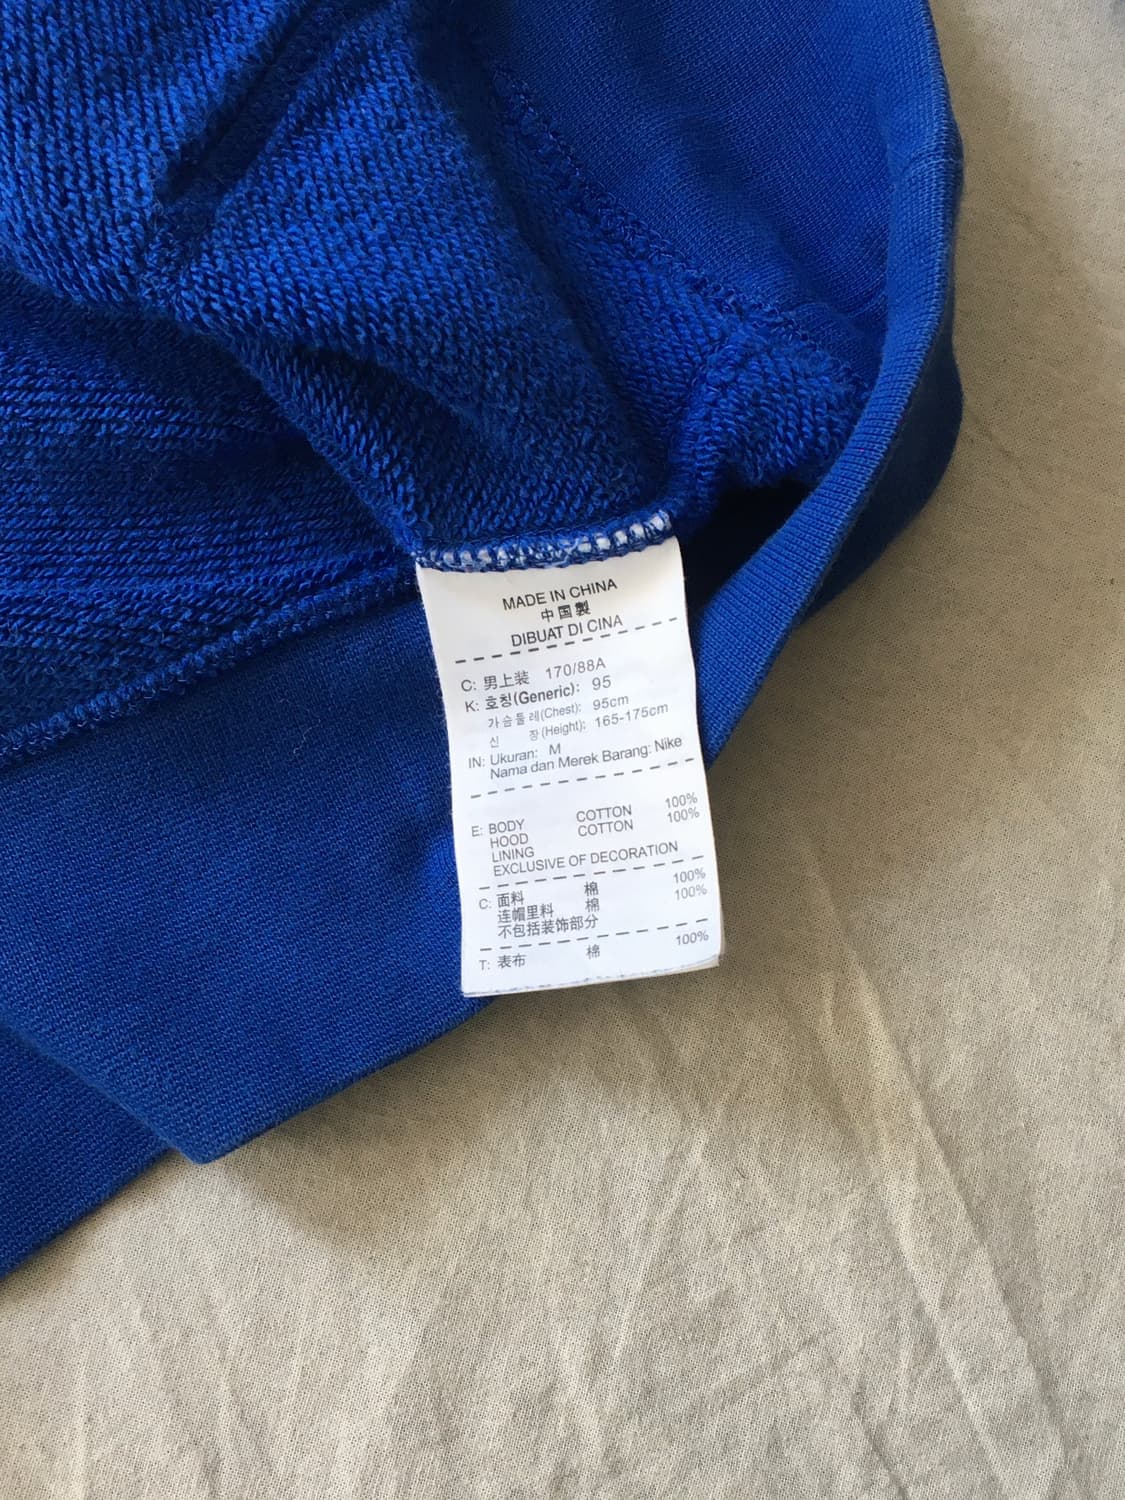 MADE IN CHINA
中国製
DIBUAT DI CINA
C: 男上装 170/88A
K: 호칭(Generic): 95
가슴둘레(Chest): 95cm
신 장(Height): 165-175cm
IN: Ukuran: M
Nama dan Merek Barang: Nike
E: BODY COTTON 100%
HOOD COTTON 100%
LINING
EXCLUSIVE OF DECORATION
C: 面料 棉 100%
连帽里料 棉 100%
不包括装饰部分
T: 表布 棉 100%